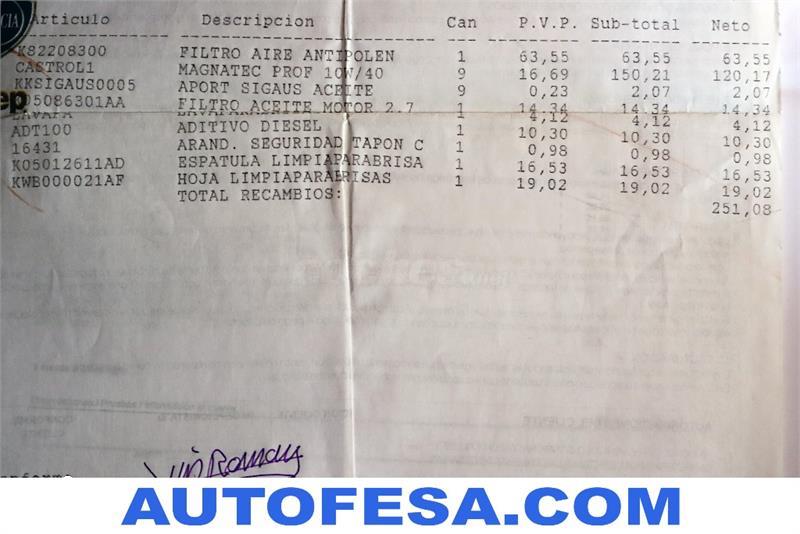 CIA
Articulo Descripcion Can P.V.P. Sub-total Neto
K82208300 FILTRO AIRE ANTIPOLEN 1 63,55 63,55 63,55
CASTROL1 MAGNATEC PROF 10W/40 9 16,69 150,21 120,17
KKSIGAUS0005 APORT SIGAUS ACEITE 9 0,23 2,07 2,07
05086301AA FILTRO ACEITE MOTOR 2.7 1 14,34 14,34 14,34
1 4,12 4,12 4,12
ADT100 ADITIVO DIESEL 1 10,30 10,30 10,30
16431 ARAND. SEGURIDAD TAPON C 1 0,98 0,98 0,98
K05012611AD ESPATULA LIMPIAPARABRISA 1 16,53 16,53 16,53
KWB000021AF HOJA LIMPIAPARABRISAS 1 19,02 19,02 19,02
TOTAL RECAMBIOS: 251,08
AUTOFESA.COM